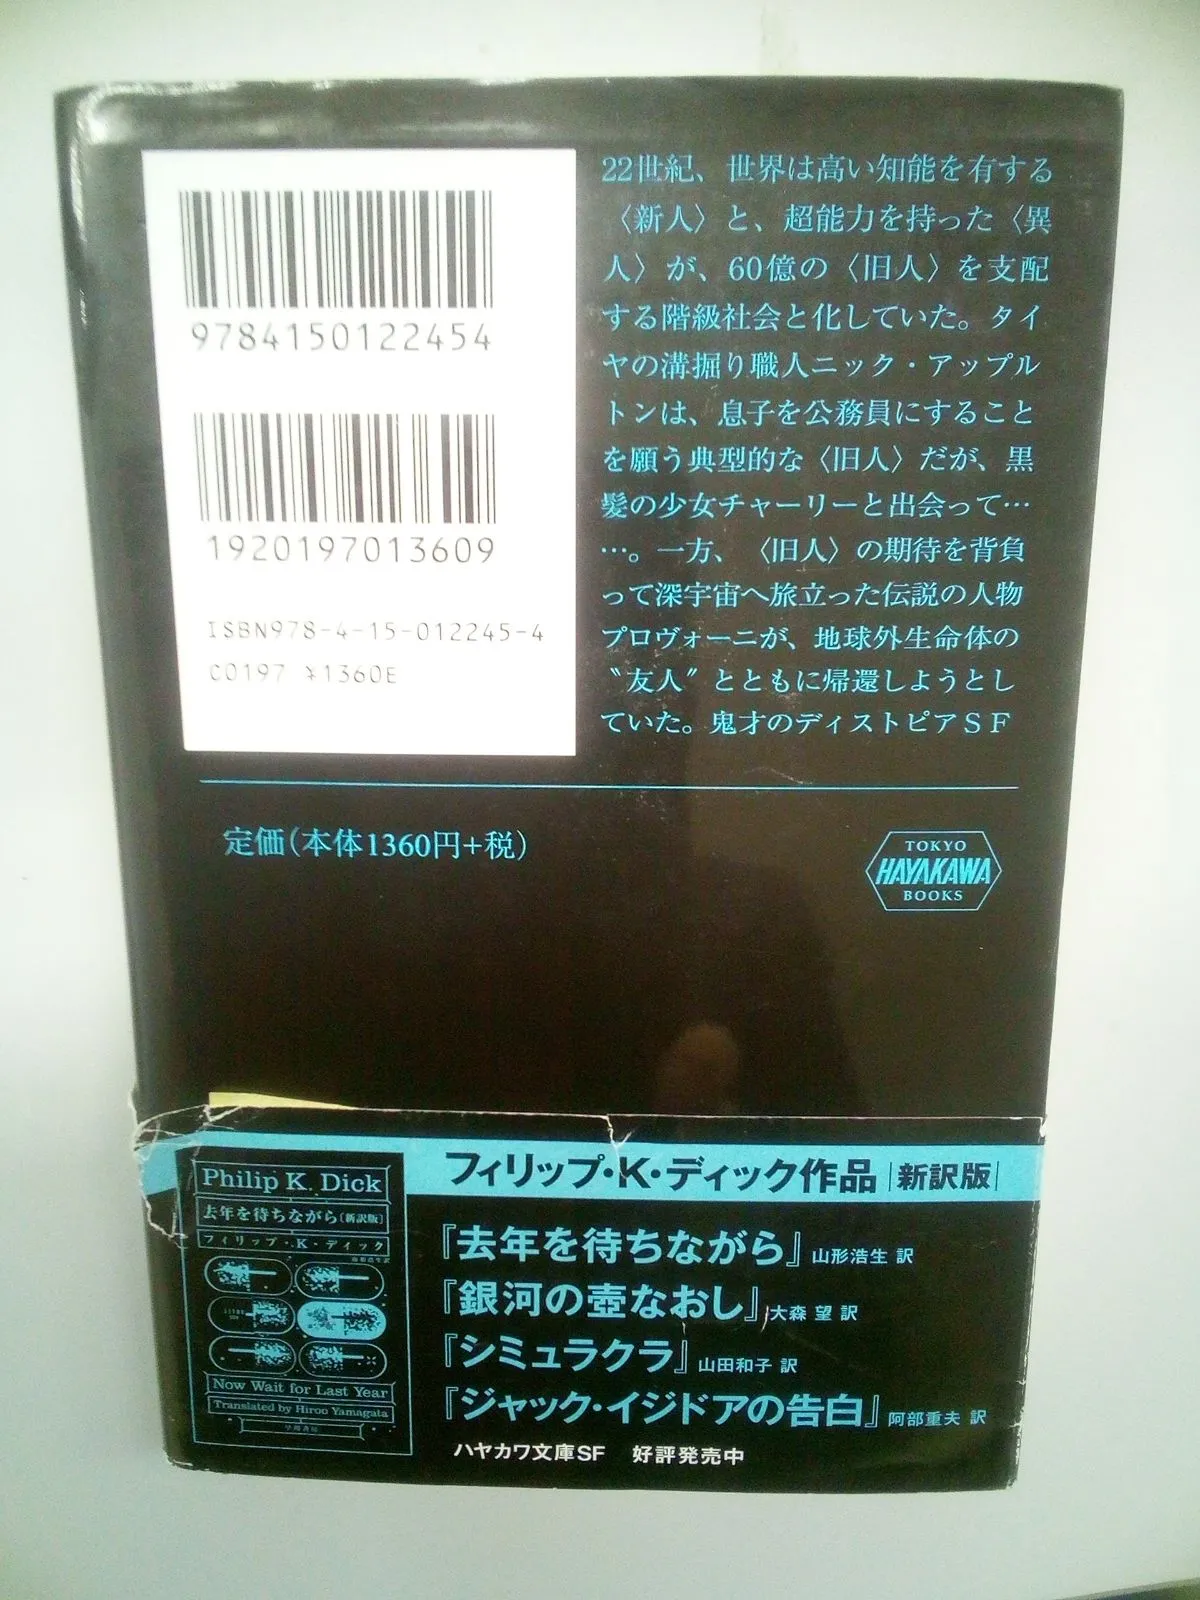 9784150122454
1920197013609
ISBN978-4-15-012245-4
C0197 ¥1360E
22世紀、世界は高い知能を有する
〈新人〉と、超能力を持った〈異
人〉が、60億の〈旧人〉を支配
する階級社会と化していた。タイ
ヤの溝掘り職人ニック・アップル
トンは、息子を公務員にすること
を願う典型的な〈旧人〉だが、黒
髪の少女チャーリーと出会って…
…。一方、〈旧人〉の期待を背負
って深宇宙へ旅立った伝説の人物
プロヴォーニが、地球外生命体の
〝友人〟とともに帰還しようとし
ていた。鬼才のディストピアSF
定価(本体1360円+税)
TOKYO
HAYAKAWA
BOOKS
フィリップ・K・ディック作品|新訳版|
『去年を待ちながら』山形浩生 訳
『銀河の壺なおし』大森 望 訳
『シミュラクラ』山田和子 訳
『ジャック・イジドアの告白』阿部重夫 訳
ハヤカワ文庫SF 好評発売中
Philip K. Dick
去年を待ちながら〔新訳版〕
フィリップ・K・ディック
山形浩生訳
Now Wait for Last Year
Translated by Hiroo Yamagata
早川書房